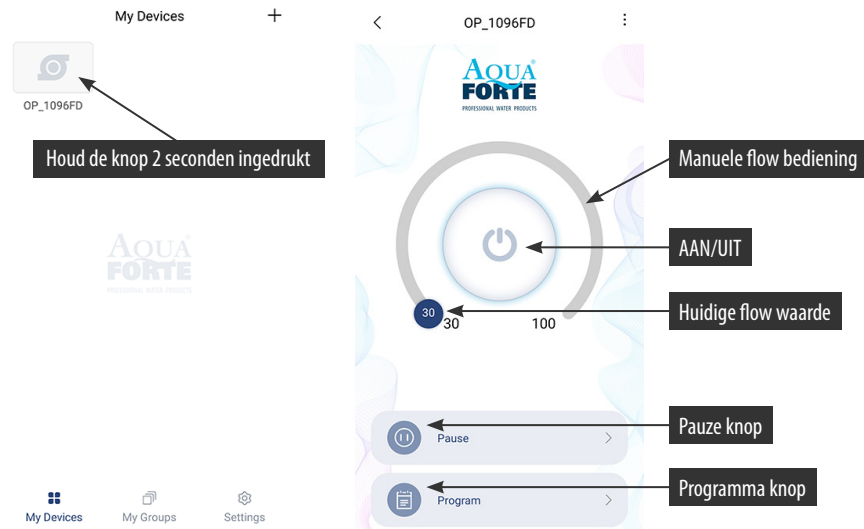 My Devices
+
OP_1096FD
Houd de knop 2 seconden ingedrukt
AQUA
FORTE
PROFESSIONAL WATER PRODUCTS
My Devices
My Groups
Settings
OP_1096FD
AQUA
FORTE
PROFESSIONAL WATER PRODUCTS
Manuele flow bediening
AAN/UIT
Huidige flow waarde
30
30
100
Pauze knop
Pause
Programma knop
Program